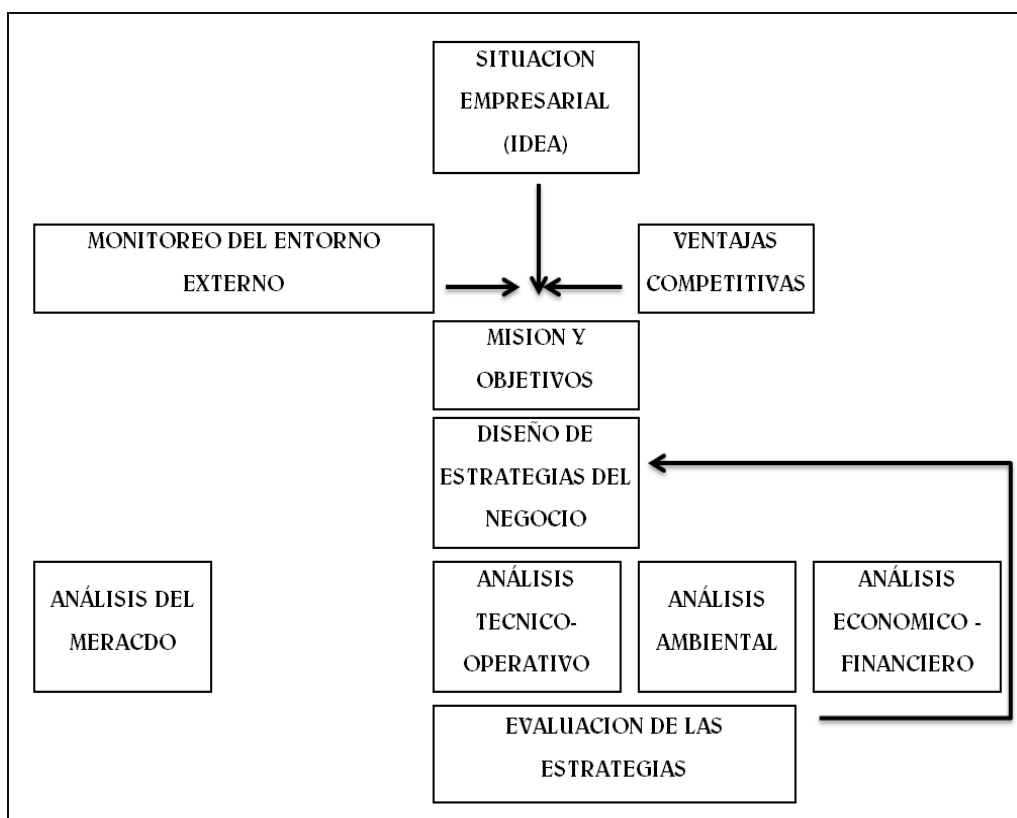 SITUACION
EMPRESARIAL
(IDEA)
MONITOREO DEL ENTORNO
EXTERNO
VENTAJAS
COMPETITIVAS
MISION Y
OBJETIVOS
DISEÑO DE
ESTRATEGIAS DEL
NEGOCIO
ANÁLISIS DEL
MERACDO
ANÁLISIS
TECNICO-
OPERATIVO
ANÁLISIS
AMBIENTAL
ANÁLISIS
ECONOMICO -
FINANCIERO
EVALUACION DE LAS
ESTRATEGIAS